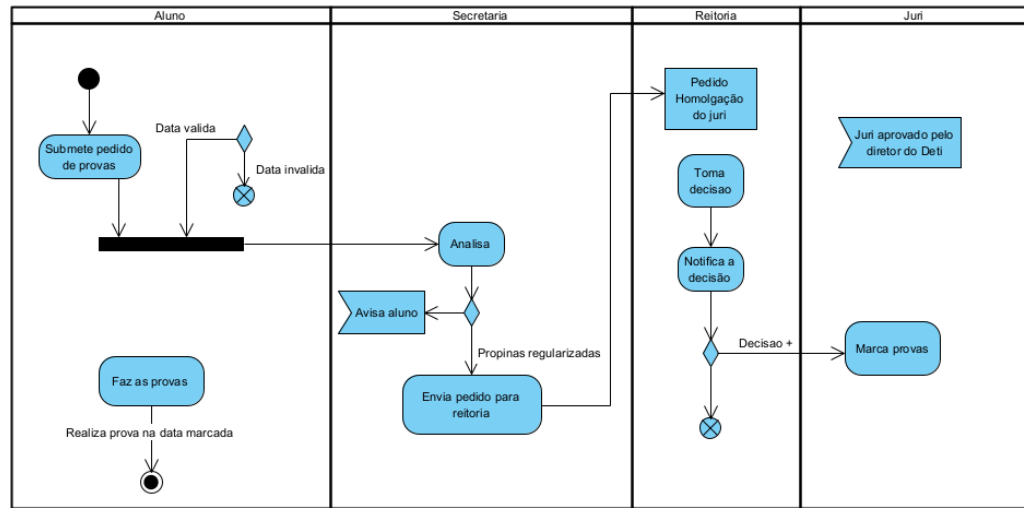 Aluno
Secretaria
Reitoria
Juri
Submete pedido
de provas
Data valida
Data invalida
Analisa
Avisa aluno
Propinas regularizadas
Envia pedido para
reitoria
Faz as provas
Realiza prova na data marcada
Pedido
Homolgação
do juri
Toma
decisao
Notifica a
decisão
Decisao +
Juri aprovado pelo
diretor do Deti
Marca provas